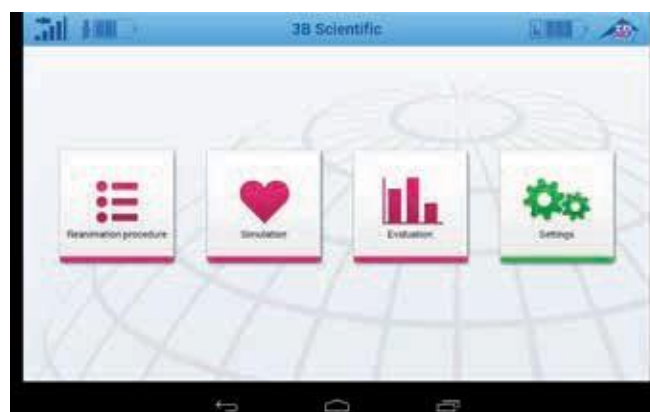 3B Scientific
Reanimation procedure
Simulation
Evaluation
Settings